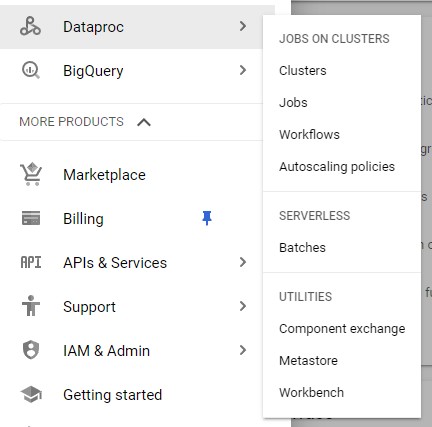 Dataproc
BigQuery
MORE PRODUCTS
Marketplace
Billing
API APIs & Services
Support
IAM & Admin
Getting started
JOBS ON CLUSTERS
Clusters
Jobs
Workflows
Autoscaling policies
SERVERLESS
Batches
UTILITIES
Component exchange
Metastore
Workbench